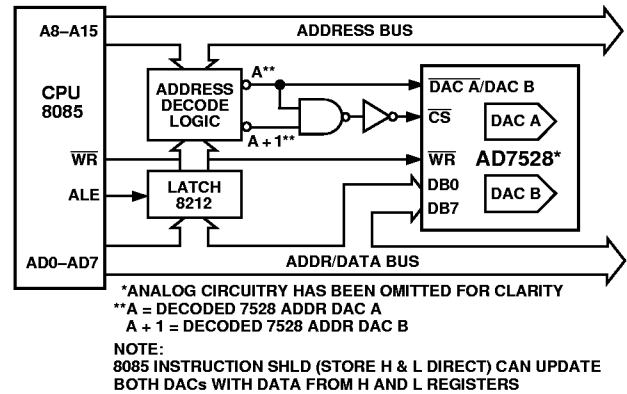 A8–A15
ADDRESS BUS
CPU
8085
ADDRESS
DECODE
LOGIC
A**
A + 1**
DAC A/DAC B
CS
DAC A
WR
WR
AD7528*
ALE
LATCH
8212
DB0
DB7
DAC B
AD0–AD7
ADDR/DATA BUS
*ANALOG CIRCUITRY HAS BEEN OMITTED FOR CLARITY
**A = DECODED 7528 ADDR DAC A
A + 1 = DECODED 7528 ADDR DAC B
NOTE:
8085 INSTRUCTION SHLD (STORE H & L DIRECT) CAN UPDATE
BOTH DACs WITH DATA FROM H AND L REGISTERS